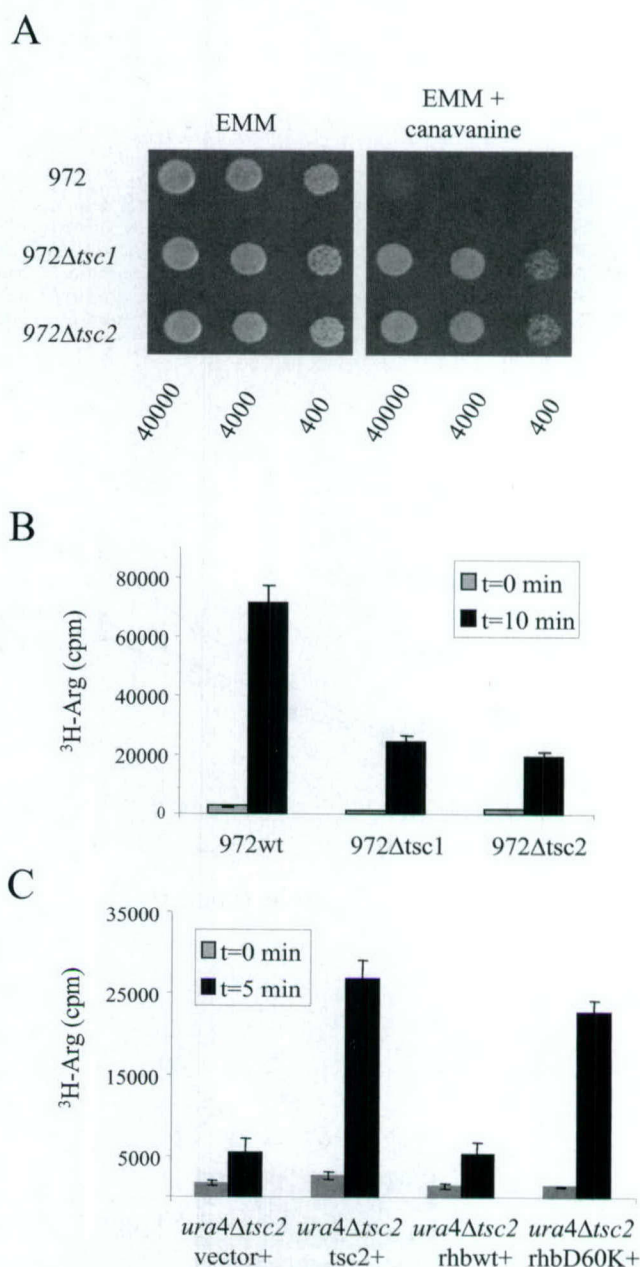 A
EMM
EMM +
canavanine
972
972Δtsc1
972Δtsc2
40000
4000
400
40000
4000
400
B
80000
60000
40000
20000
0
³H-Arg (cpm)
t=0 min
t=10 min
972wt
972Δtsc1
972Δtsc2
C
35000
25000
15000
5000
³H-Arg (cpm)
t=0 min
t=5 min
ura4Δtsc2 ura4Δtsc2 ura4Δtsc2 ura4Δtsc2
vector+ tsc2+ rhbwt+ rhbD60K+